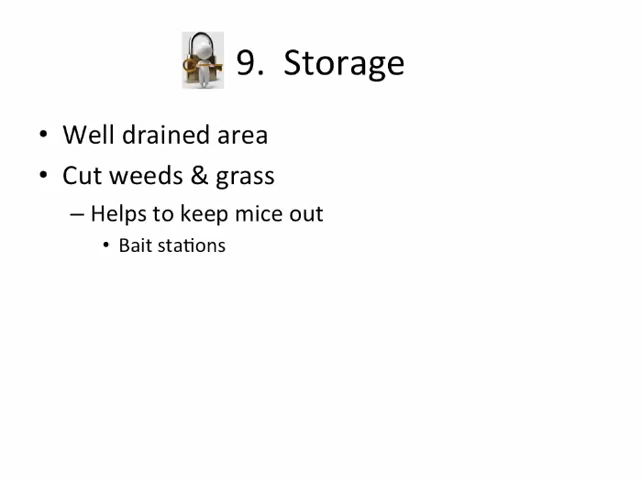 9. Storage
• Well drained area
• Cut weeds & grass
– Helps to keep mice out
• Bait stations